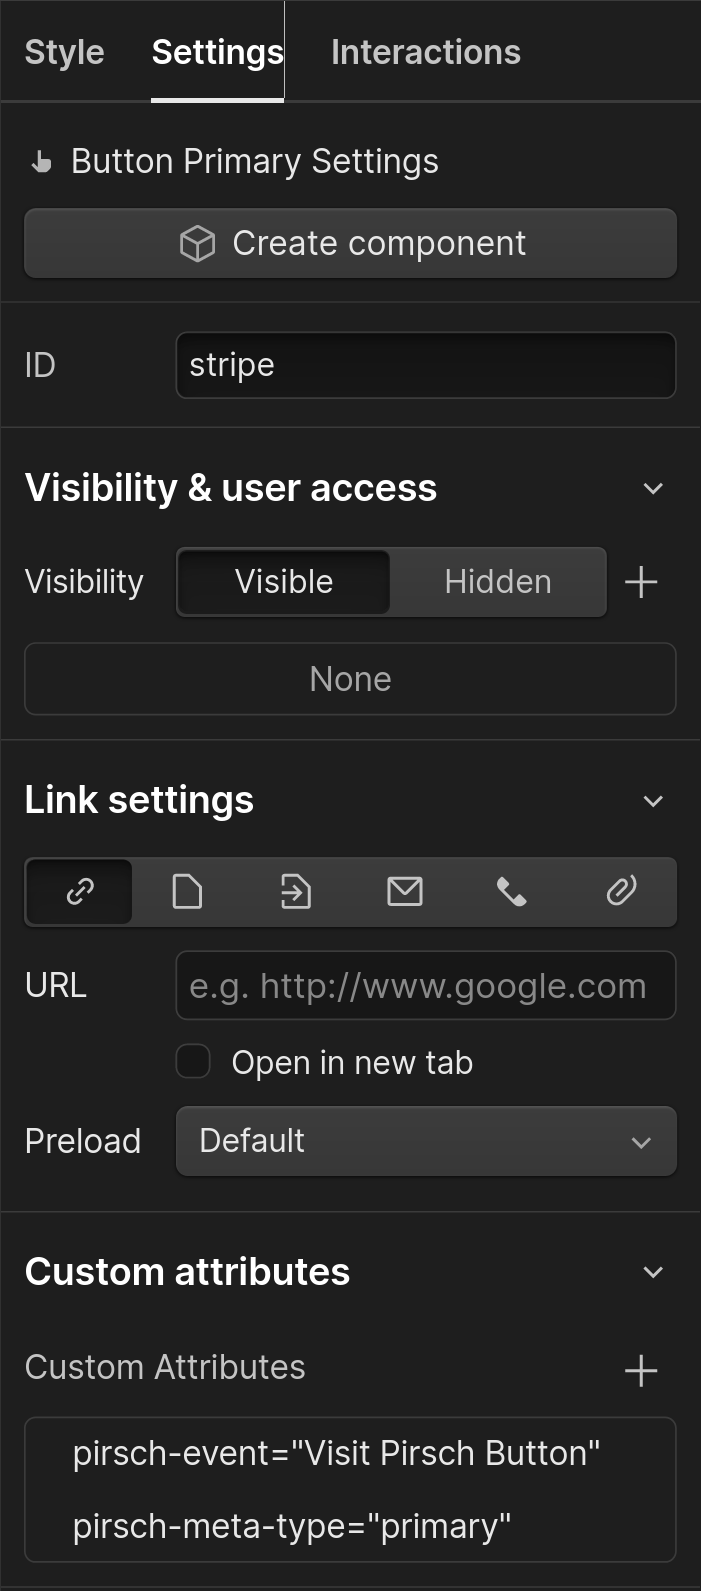 Style Settings Interactions
Button Primary Settings
Create component
ID stripe
Visibility & user access
Visibility Visible Hidden
None
Link settings
URL e.g. http://www.google.com
Open in new tab
Preload Default
Custom attributes
Custom Attributes
pirsch-event="Visit Pirsch Button"
pirsch-meta-type="primary"